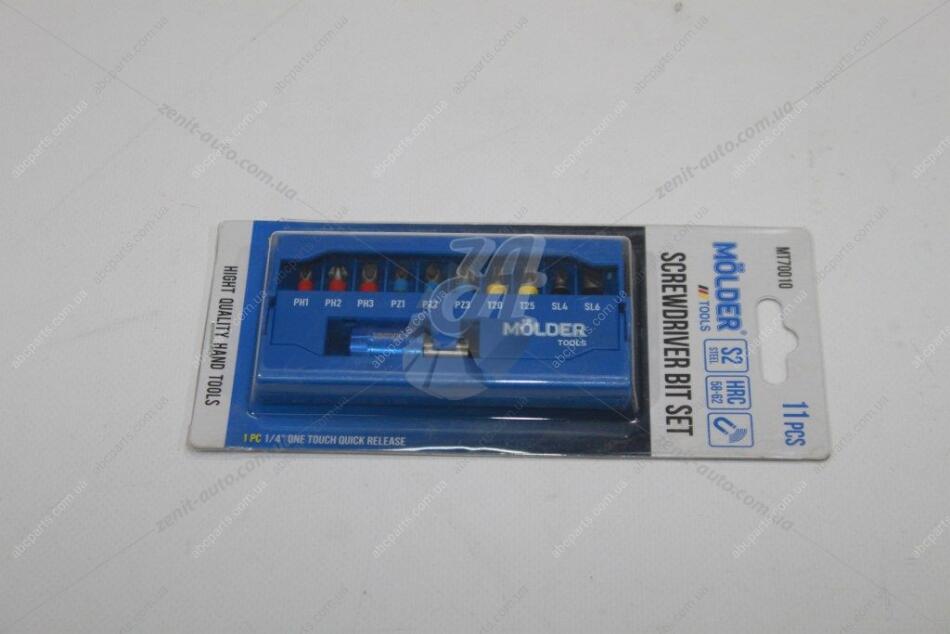 MT70010
MÖLDER
TOOLS
S2
STEEL
HRC
58-62
11 PCS
SCREWDRIVER BIT SET
PH1 PH2 PH3 PZ1 PZ2 PZ3 T20 T25 SL4 SL6
MÖLDER
TOOLS
HIGHT QUALITY HAND TOOLS
1 PC 1/4" ONE TOUCH QUICK RELEASE
zenit-auto.com.ua
abcparts.com.ua